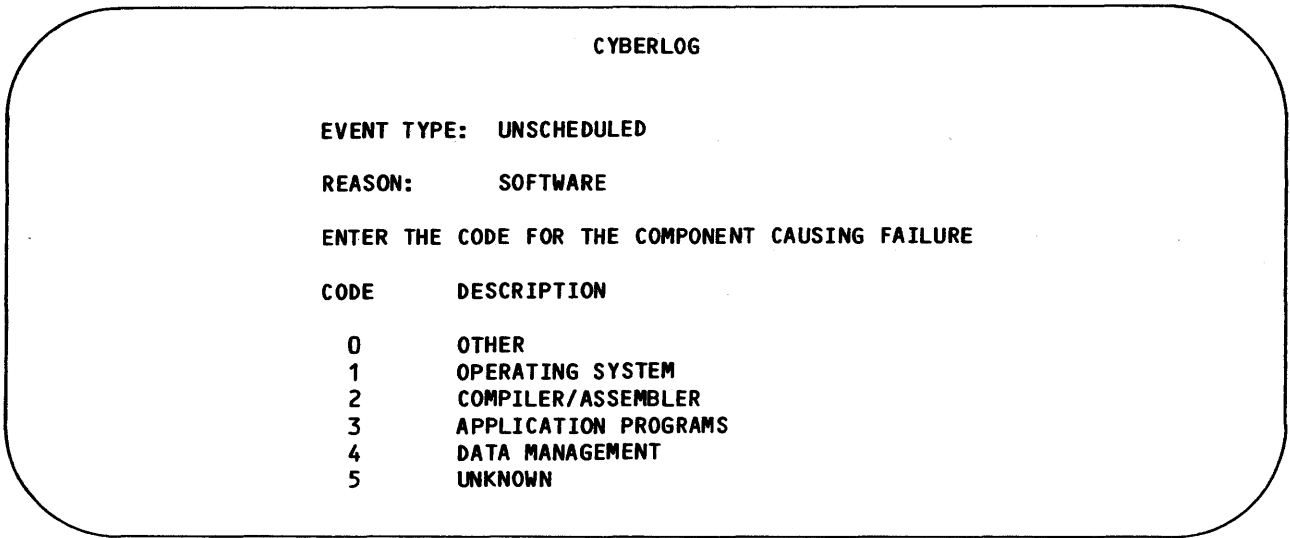 CYBERLOG
EVENT TYPE: UNSCHEDULED
REASON: SOFTWARE
ENTER THE CODE FOR THE COMPONENT CAUSING FAILURE
CODE DESCRIPTION
0 OTHER
1 OPERATING SYSTEM
2 COMPILER/ASSEMBLER
3 APPLICATION PROGRAMS
4 DATA MANAGEMENT
5 UNKNOWN